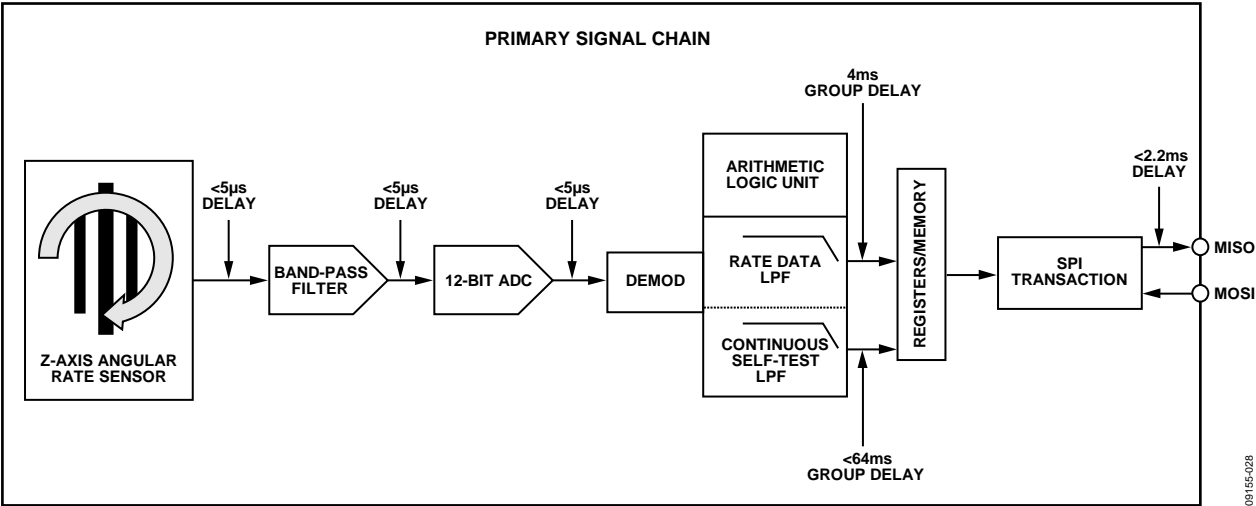 PRIMARY SIGNAL CHAIN
4ms
GROUP DELAY
<5µs
DELAY
<5µs
DELAY
<5µs
DELAY
ARITHMETIC
LOGIC UNIT
<2.2ms
DELAY
BAND-PASS
FILTER
12-BIT ADC
DEMOD
RATE DATA
LPF
REGISTERS/MEMORY
SPI
TRANSACTION
MISO
MOSI
Z-AXIS ANGULAR
RATE SENSOR
CONTINUOUS
SELF-TEST
LPF
<64ms
GROUP DELAY
09155-028